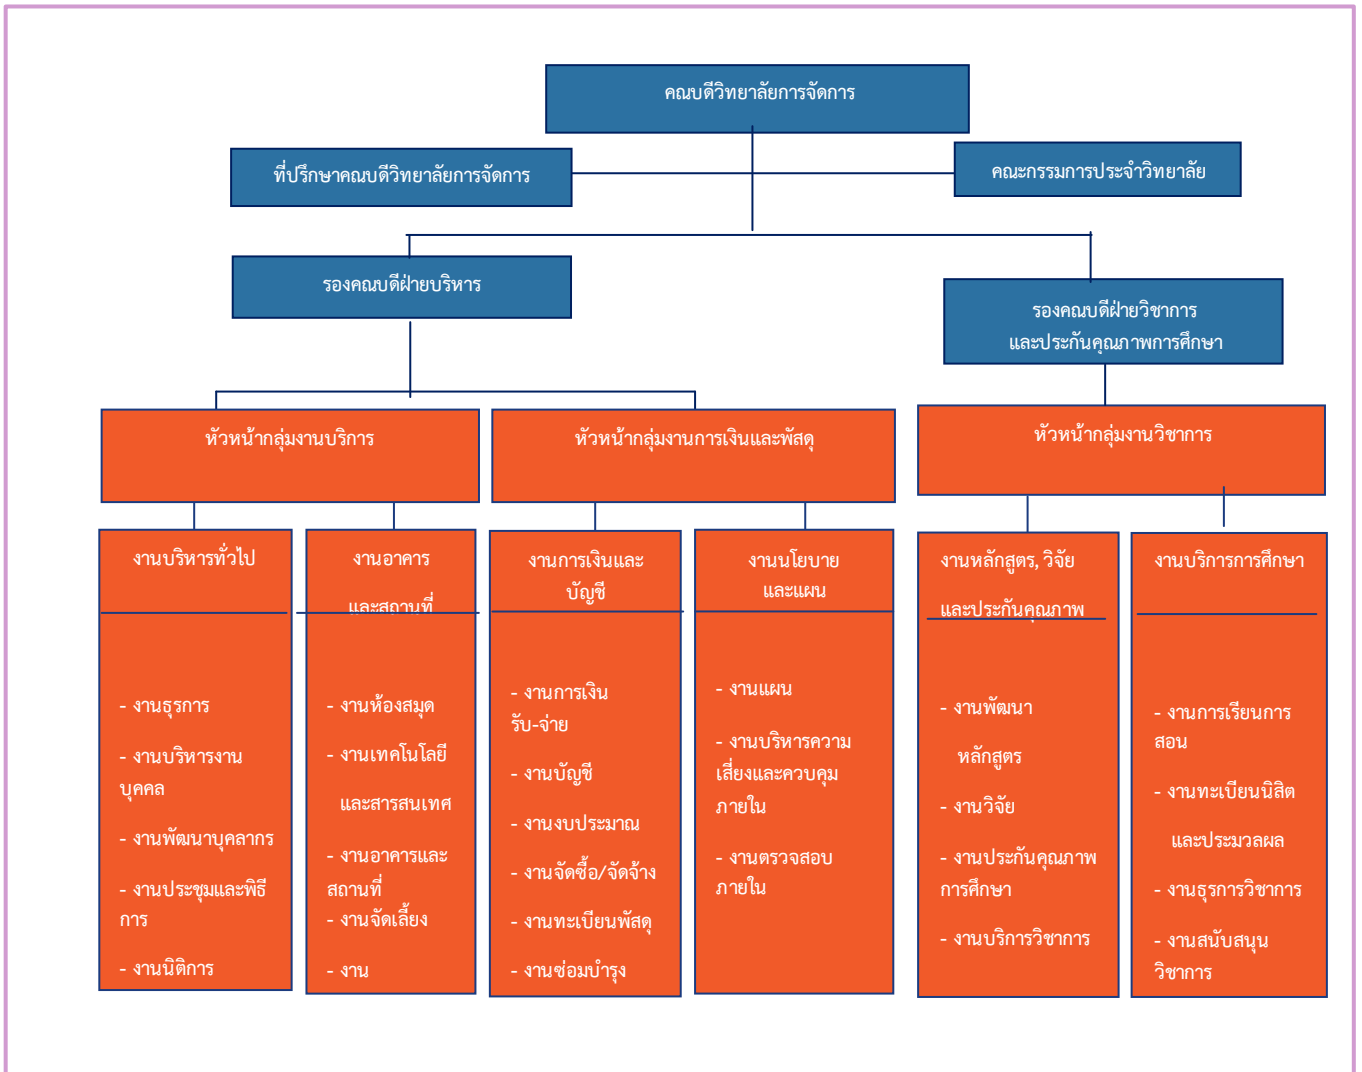 คณบดีวิทยาลัยการจัดการ
ที่ปรึกษาคณบดีวิทยาลัยการจัดการ
คณะกรรมการประจำวิทยาลัย
รองคณบดีฝ่ายบริหาร
รองคณบดีฝ่ายวิชาการ
และประกันคุณภาพการศึกษา
หัวหน้ากลุ่มงานบริการ
หัวหน้ากลุ่มงานการเงินและพัสดุ
หัวหน้ากลุ่มงานวิชาการ
งานบริหารทั่วไป
- งานธุรการ
- งานบริหารงาน
บุคคล
- งานพัฒนาบุคลากร
- งานประชุมและพิธี
การ
- งานนิติการ
งานอาคาร
และสถานที่
- งานห้องสมุด
- งานเทคโนโลยี
และสารสนเทศ
- งานอาคารและ
สถานที่
- งานจัดเลี้ยง
- งาน
งานการเงินและ
บัญชี
- งานการเงิน
รับ-จ่าย
- งานบัญชี
- งานงบประมาณ
- งานจัดซื้อ/จัดจ้าง
- งานทะเบียนพัสดุ
- งานซ่อมบำรุง
งานนโยบาย
และแผน
- งานแผน
- งานบริหารความ
เสี่ยงและควบคุม
ภายใน
- งานตรวจสอบ
ภายใน
งานหลักสูตร, วิจัย
และประกันคุณภาพ
- งานพัฒนา
หลักสูตร
- งานวิจัย
- งานประกันคุณภาพ
การศึกษา
- งานบริการวิชาการ
งานบริการการศึกษา
- งานการเรียนการ
สอน
- งานทะเบียนนิสิต
และประมวลผล
- งานธุรการวิชาการ
- งานสนับสนุน
วิชาการ